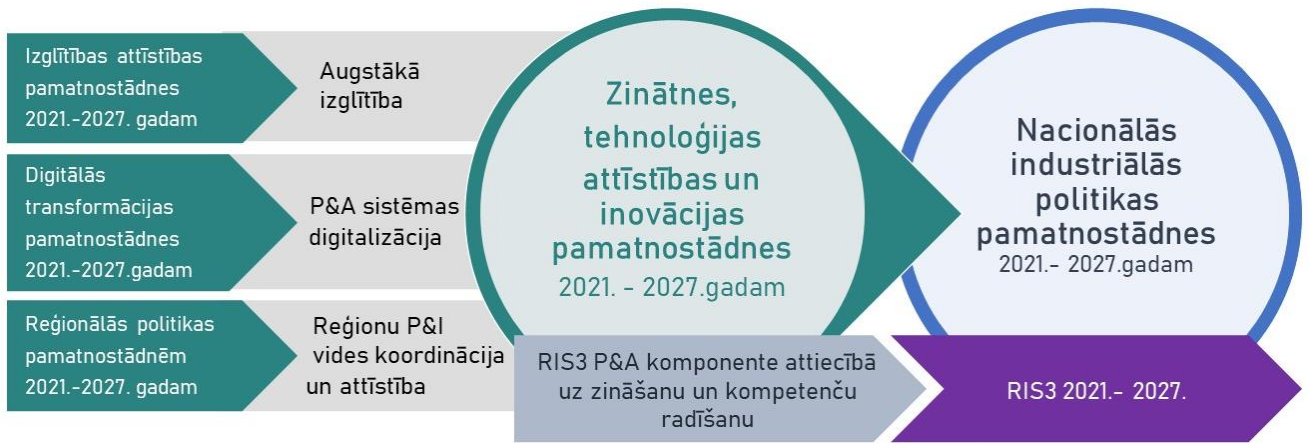 Izglītības attīstības
pamatnostādnes
2021.-2027. gadam
Augstākā
izglītība
Digitālās
transformācijas
pamatnostādnes
2021.-2027.gadam
P&A sistēmas
digitalizācija
Reģionālās politikas
pamatnostādnēm
2021.-2027. gadam
Reģionu P&I
vides koordinācija
un attīstība
Zinātnes,
tehnoloģijas
attīstības un
inovācijas
pamatnostādnes
2021. - 2027.gadam
RIS3 P&A komponente attiecībā
uz zināšanu un kompetenču
radīšanu
Nacionālās
industriālās
politikas
pamatnostādnes
2021.- 2027.gadam
RIS3 2021.- 2027.